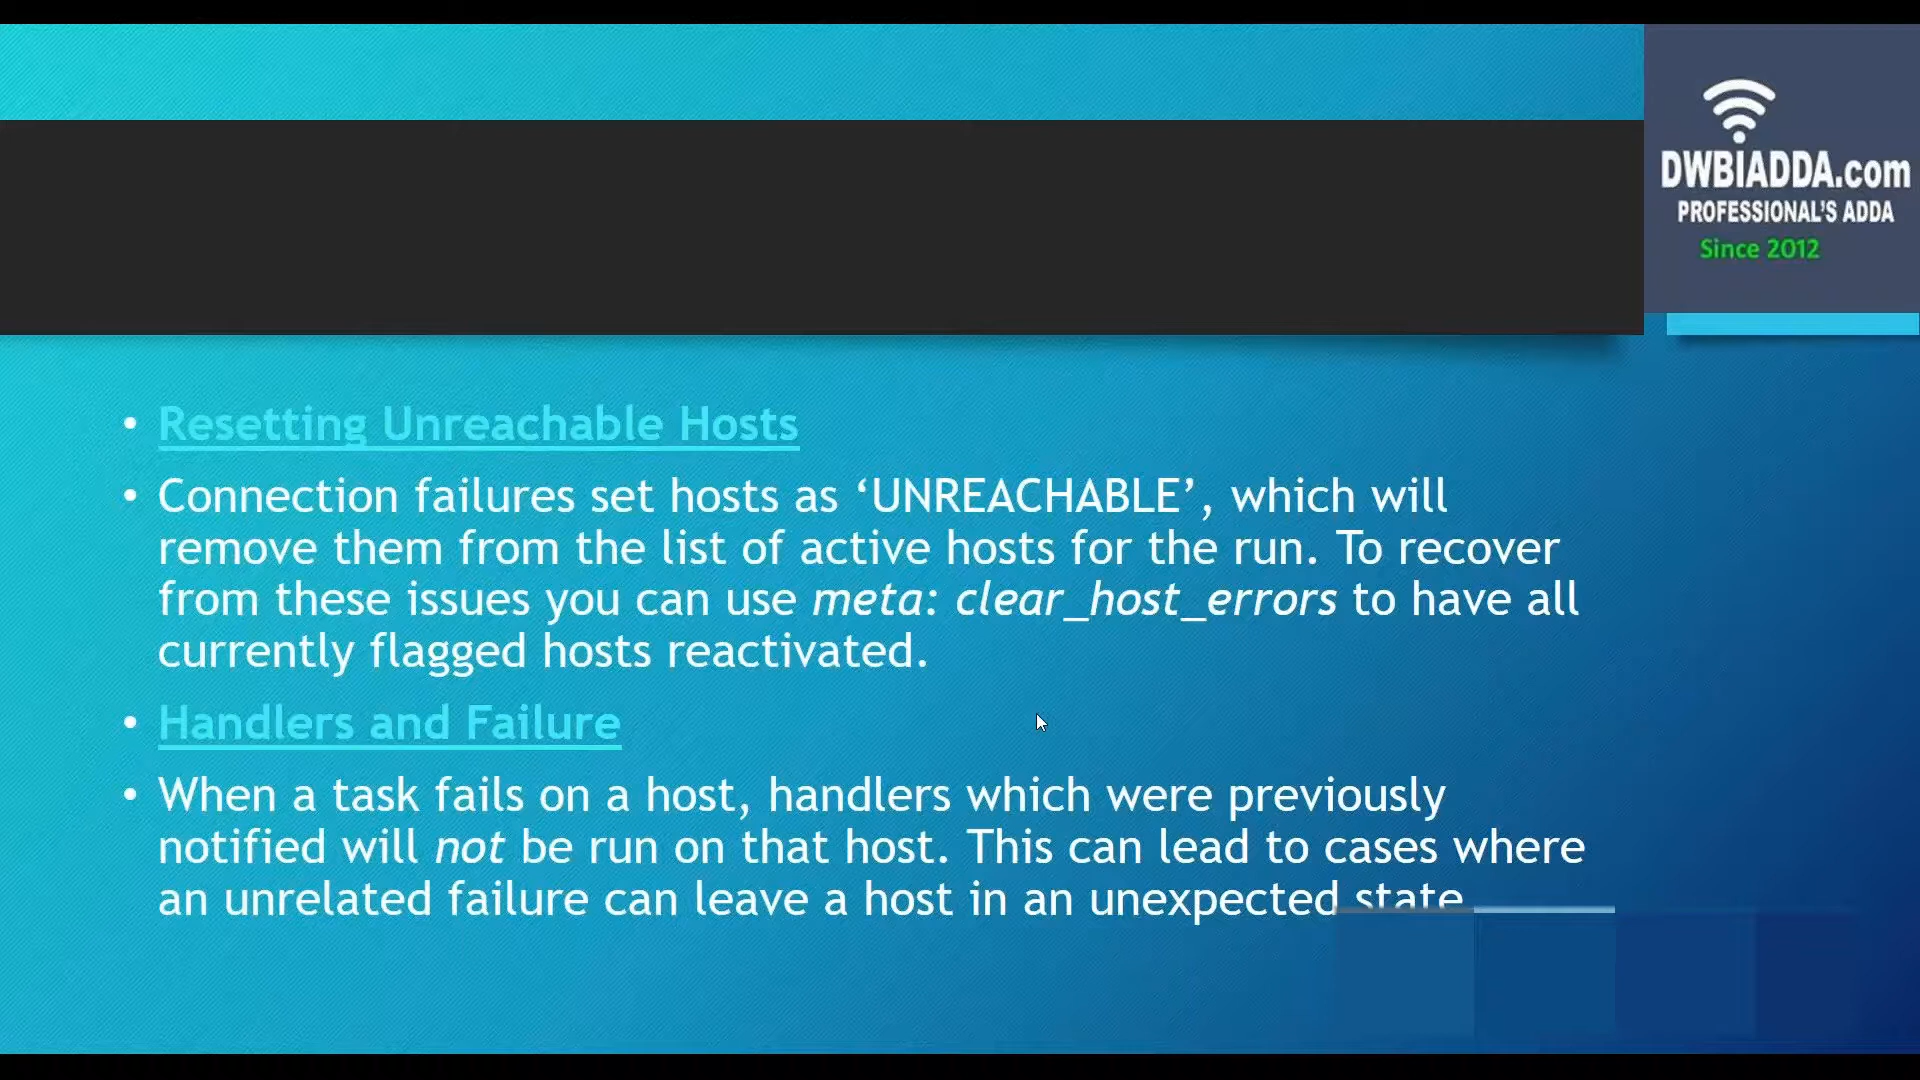 DWBIADDA.com
PROFESSIONAL'S ADDA
Since 2012
• Resetting Unreachable Hosts
• Connection failures set hosts as ‘UNREACHABLE’, which will
remove them from the list of active hosts for the run. To recover
from these issues you can use meta: clear_host_errors to have all
currently flagged hosts reactivated.
• Handlers and Failure
• When a task fails on a host, handlers which were previously
notified will not be run on that host. This can lead to cases where
an unrelated failure can leave a host in an unexpected state